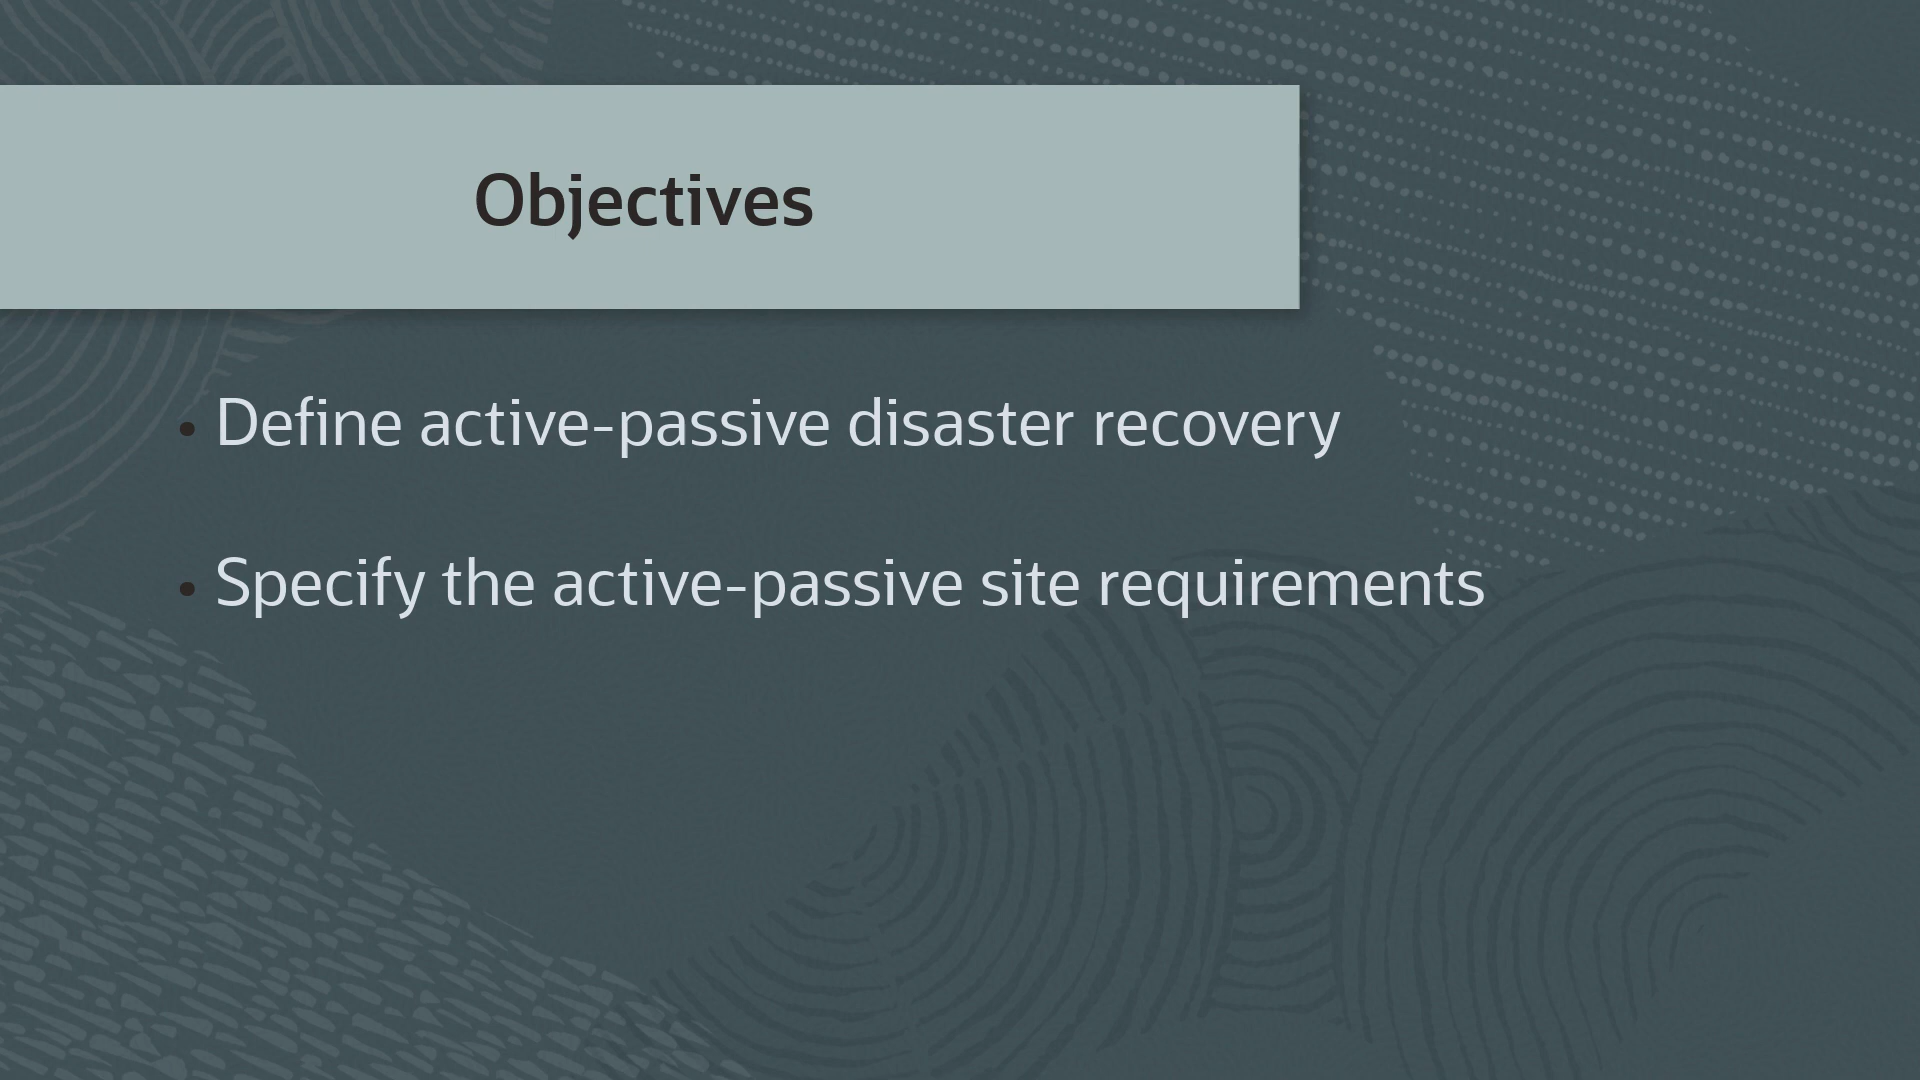 Objectives
• Define active-passive disaster recovery
• Specify the active-passive site requirements